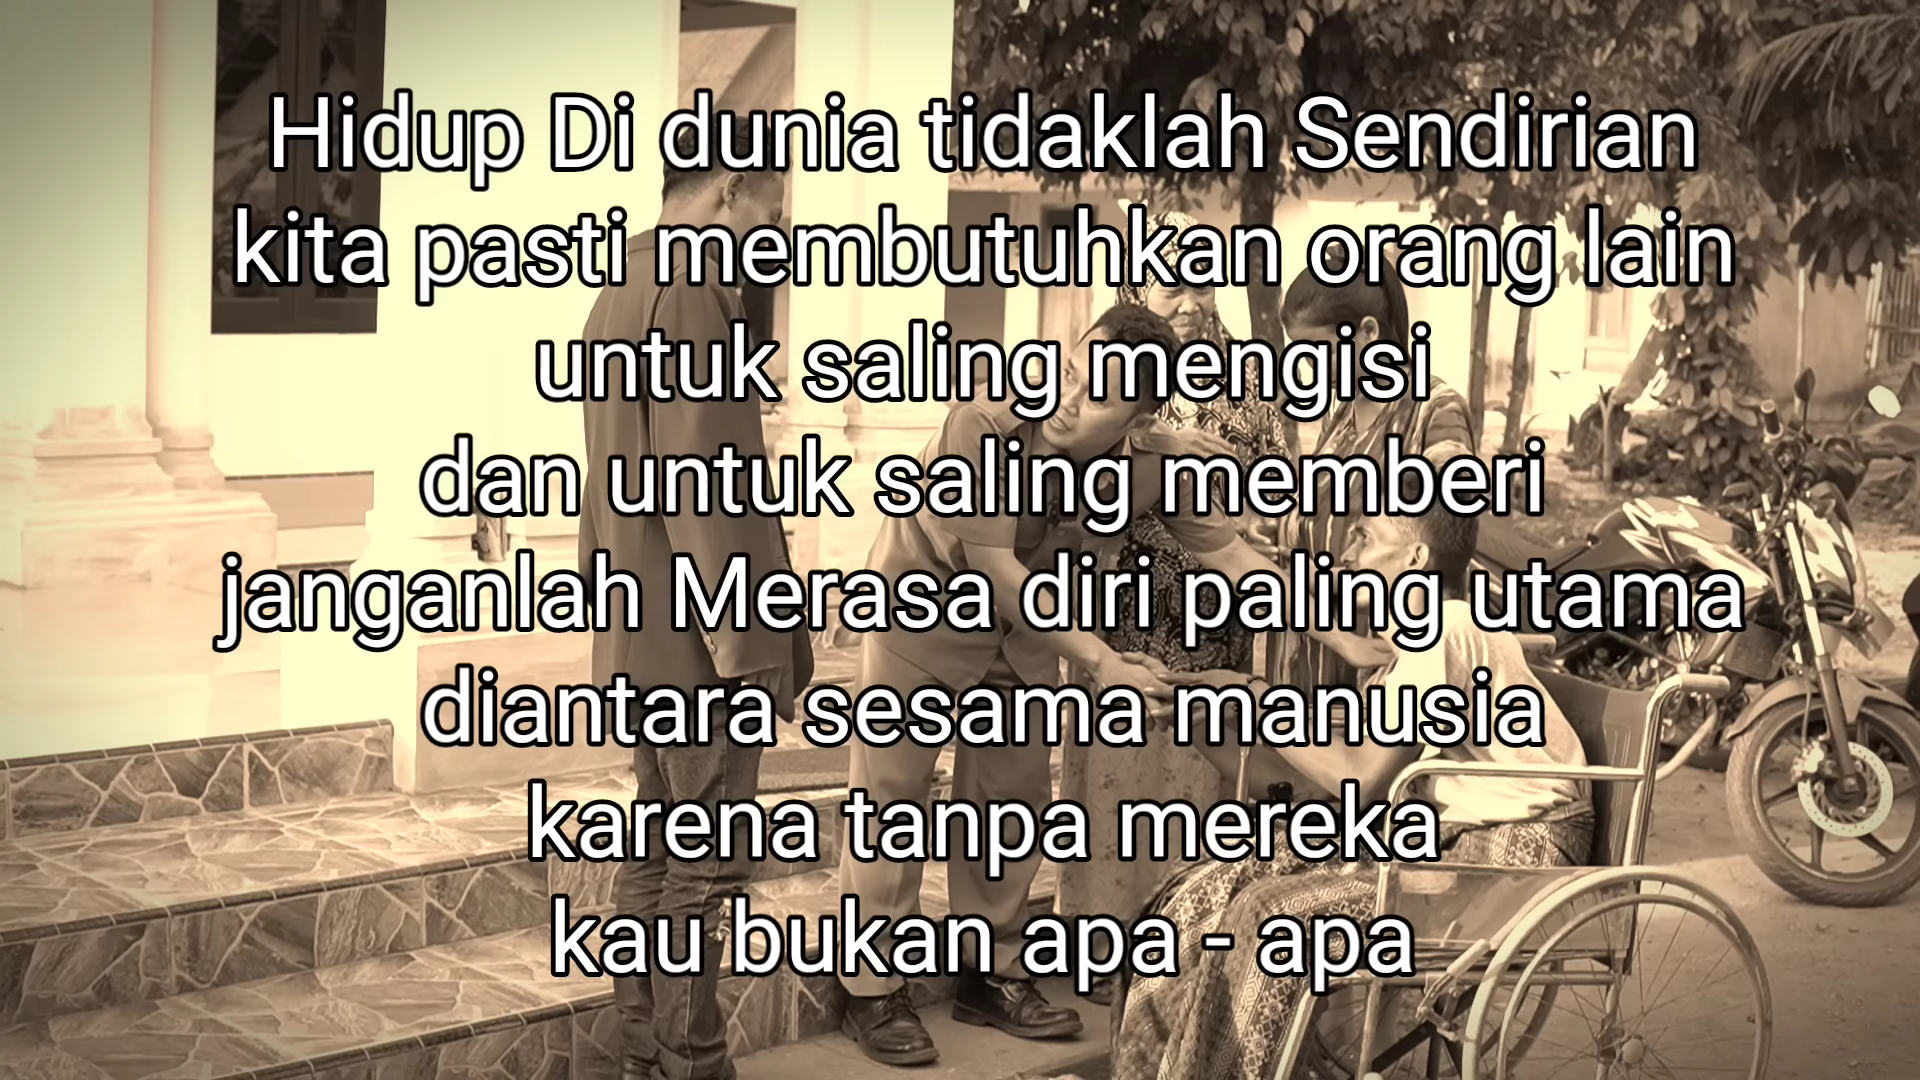 Hidup Di dunia tidaklah Sendirian
kita pasti membutuhkan orang lain
untuk saling mengisi
dan untuk saling memberi
janganlah Merasa diri paling utama
diantara sesama manusia
karena tanpa mereka
kau bukan apa - apa